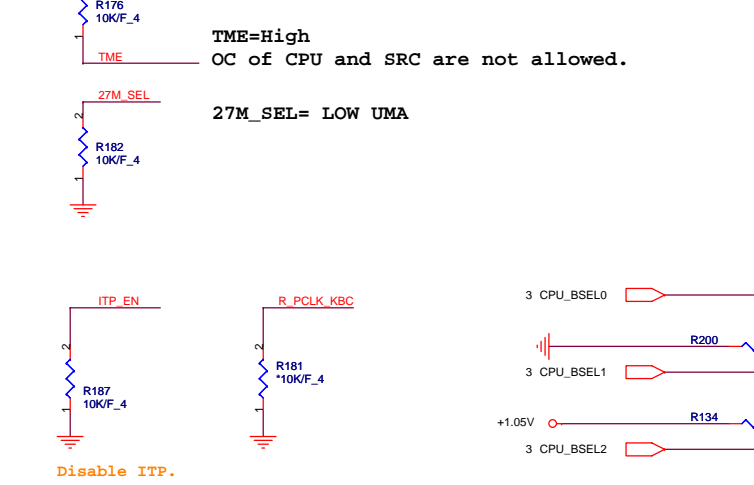 R176
10K/F_4
1
TME
TME=High
OC of CPU and SRC are not allowed.
27M_SEL
27M_SEL= LOW UMA
2
R182
10K/F_4
1
ITP_EN
2
R187
10K/F_4
1
Disable ITP.
R_PCLK_KBC
2
R181
*10K/F_4
1
3 CPU_BSEL0
R200
3 CPU_BSEL1
+1.05V
R134
3 CPU_BSEL2